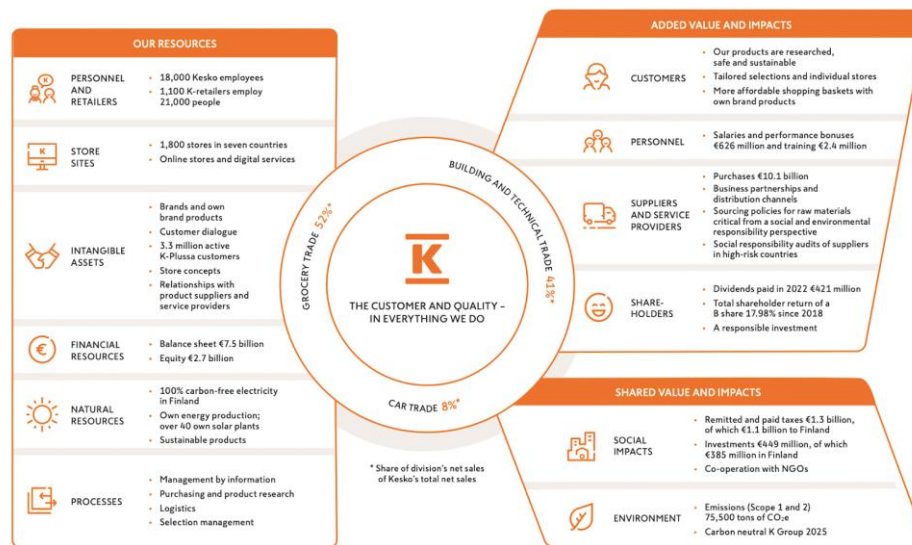 OUR RESOURCES
PERSONNEL
AND
RETAILERS
• 18,000 Kesko employees
• 1,100 K-retailers employ
21,000 people
STORE
SITES
• 1,800 stores in seven countries
• Online stores and digital services
INTANGIBLE
ASSETS
• Brands and own
brand products
• Customer dialogue
• 3.3 million active
K-Plussa customers
• Store concepts
• Relationships with
product suppliers and
service providers
FINANCIAL
RESOURCES
• Balance sheet €7.5 billion
• Equity €2.7 billion
NATURAL
RESOURCES
• 100% carbon-free electricity
in Finland
• Own energy production;
over 40 own solar plants
• Sustainable products
PROCESSES
• Management by information
• Purchasing and product research
• Logistics
• Selection management
GROCERY TRADE 52%*
BUILDING AND TECHNICAL TRADE 41%*
CAR TRADE 8%*
K
THE CUSTOMER AND QUALITY –
IN EVERYTHING WE DO
* Share of division's net sales
of Kesko's total net sales
ADDED VALUE AND IMPACTS
CUSTOMERS
• Our products are researched,
safe and sustainable
• Tailored selections and individual stores
• More affordable shopping baskets with
own brand products
PERSONNEL
• Salaries and performance bonuses
€626 million and training €2.4 million
SUPPLIERS
AND SERVICE
PROVIDERS
• Purchases €10.1 billion
• Business partnerships and
distribution channels
• Sourcing policies for raw materials
critical from a social and environmental
responsibility perspective
• Social responsibility audits of suppliers
in high-risk countries
SHARE-
HOLDERS
• Dividends paid in 2022 €421 million
• Total shareholder return of a
B share 17.98% since 2018
• A responsible investment
SHARED VALUE AND IMPACTS
SOCIAL
IMPACTS
• Remitted and paid taxes €1.3 billion,
of which €1.1 billion to Finland
• Investments €449 million, of which
€385 million in Finland
• Co-operation with NGOs
ENVIRONMENT
• Emissions (Scope 1 and 2)
75,500 tons of CO₂e
• Carbon neutral K Group 2025